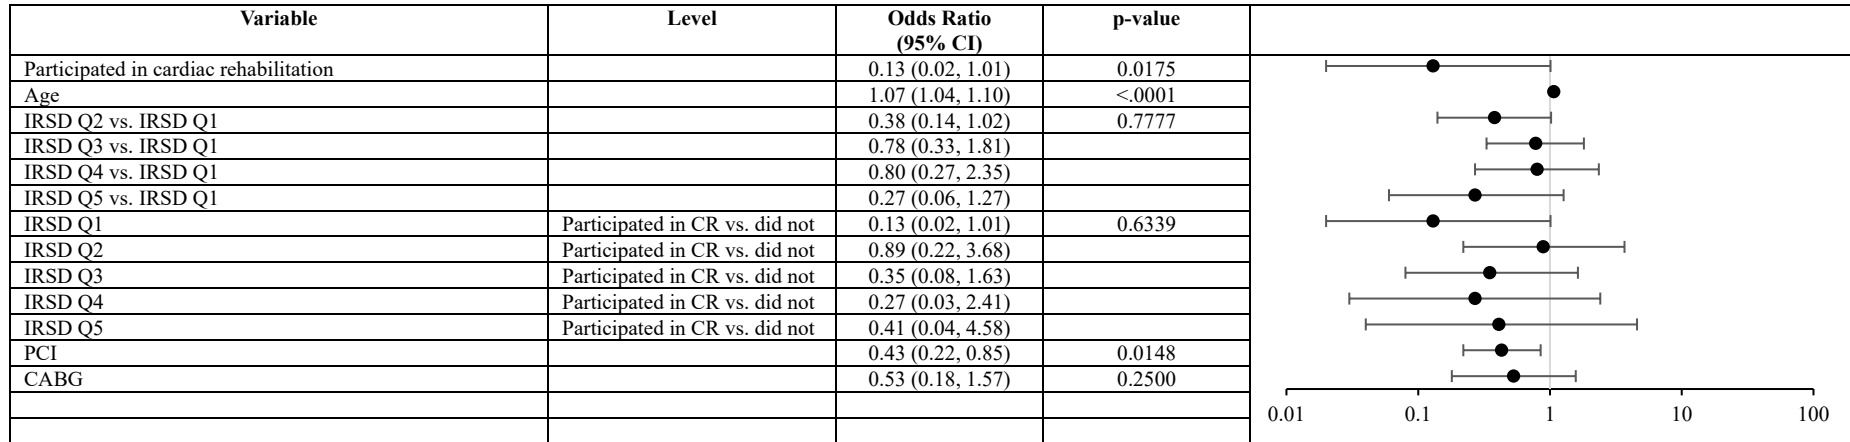 Variable Level Odds Ratio (95% CI) p-value
Participated in cardiac rehabilitation 0.13 (0.02, 1.01) 0.0175
Age 1.07 (1.04, 1.10) <.0001
IRSD Q2 vs. IRSD Q1 0.38 (0.14, 1.02) 0.7777
IRSD Q3 vs. IRSD Q1 0.78 (0.33, 1.81)
IRSD Q4 vs. IRSD Q1 0.80 (0.27, 2.35)
IRSD Q5 vs. IRSD Q1 0.27 (0.06, 1.27)
IRSD Q1 Participated in CR vs. did not 0.13 (0.02, 1.01) 0.6339
IRSD Q2 Participated in CR vs. did not 0.89 (0.22, 3.68)
IRSD Q3 Participated in CR vs. did not 0.35 (0.08, 1.63)
IRSD Q4 Participated in CR vs. did not 0.27 (0.03, 2.41)
IRSD Q5 Participated in CR vs. did not 0.41 (0.04, 4.58)
PCI 0.43 (0.22, 0.85) 0.0148
CABG 0.53 (0.18, 1.57) 0.2500
0.01 0.1 1 10 100